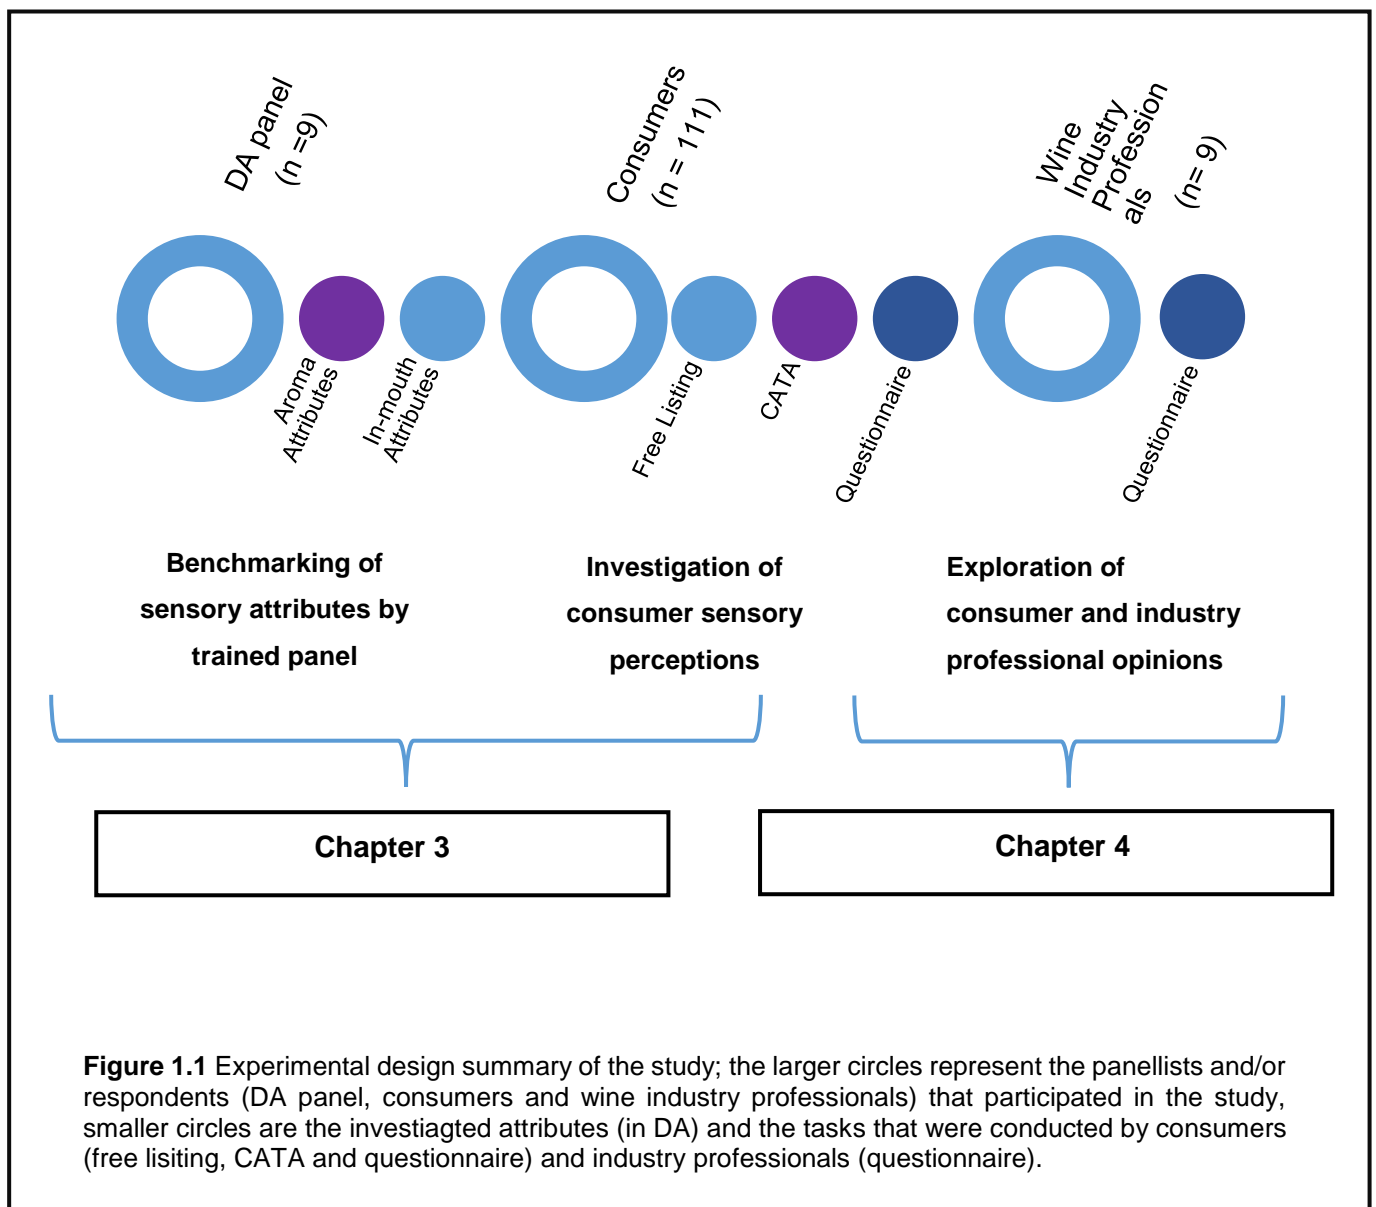 DA panel
(n =9)
Consumers
(n = 111)
Wine
Industry
Profession
als
(n= 9)
Aroma
Attributes
In-mouth
Attributes
Free Listing
CATA
Questionnaire
Questionnaire
Benchmarking of
sensory attributes by
trained panel
Investigation of
consumer sensory
perceptions
Exploration of
consumer and industry
professional opinions
Chapter 3
Chapter 4
Figure 1.1 Experimental design summary of the study; the larger circles represent the panellists and/or
respondents (DA panel, consumers and wine industry professionals) that participated in the study,
smaller circles are the investiagted attributes (in DA) and the tasks that were conducted by consumers
(free lisiting, CATA and questionnaire) and industry professionals (questionnaire).